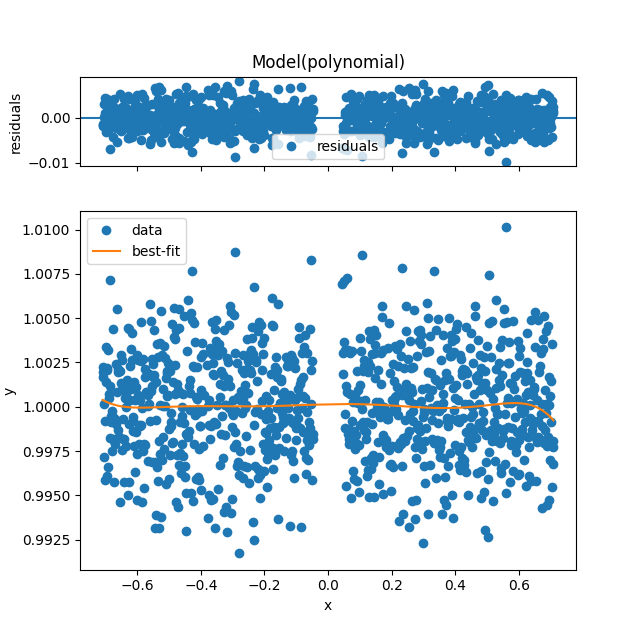 Model(polynomial)
residuals
0.00
−0.01
residuals
data
best-fit
y
1.0100
1.0075
1.0050
1.0025
1.0000
0.9975
0.9950
0.9925
−0.6 −0.4 −0.2 0.0 0.2 0.4 0.6
x